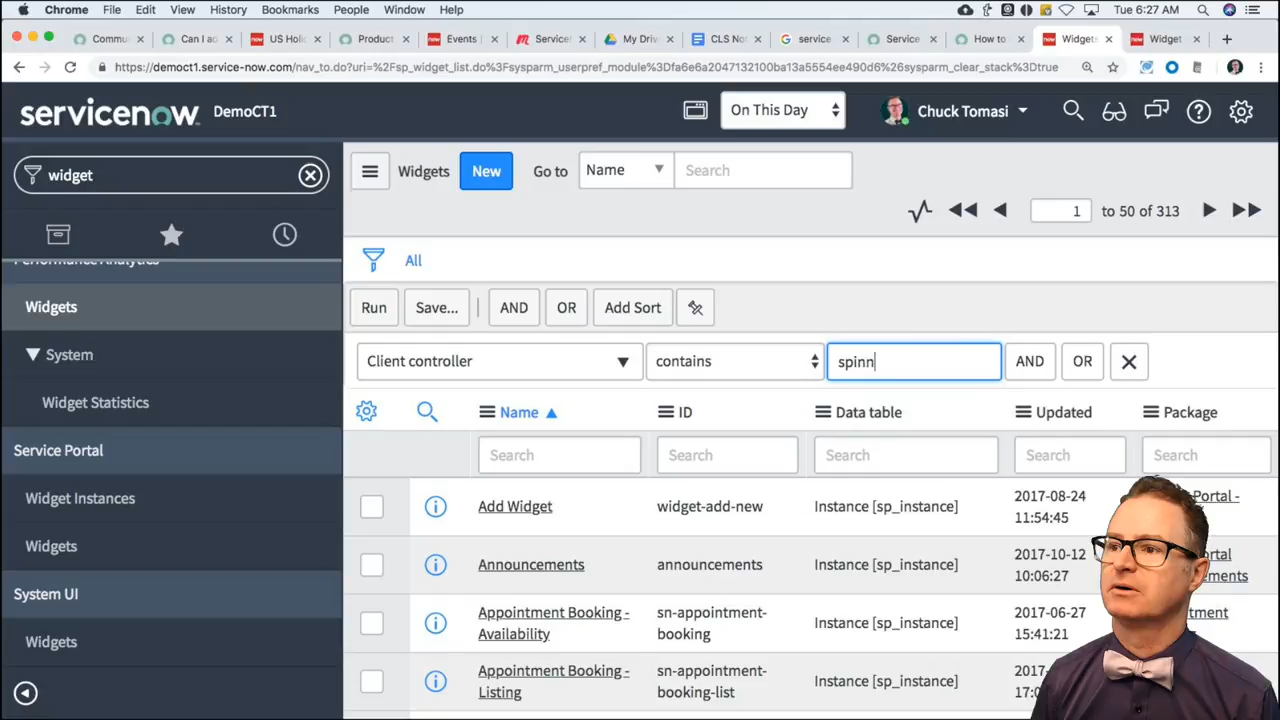 Chrome File Edit View History Bookmarks People Window Help Tue 6:27 AM
Commu Can I ad US Holi Product Events | ServiceN My Driv CLS Nor service Service How to Widgets Widget
https://democt1.service-now.com/nav_to.do?uri=%2Fsp_widget_list.do%3Fsysparm_userpref_module%3Dfa6e6a2047132100ba13a5554ee490d6%26sysparm_clear_stack%3Dtrue
servicenow DemoCT1 On This Day Chuck Tomasi
widget
Widgets New Go to Name Search
1 to 50 of 313
Performance Analytics
All
Widgets
Run Save... AND OR Add Sort
System
Client controller contains spinn AND OR
Widget Statistics
Name ID Data table Updated Package
Service Portal
Search Search Search Search Search
Widget Instances
Add Widget widget-add-new Instance [sp_instance] 2017-08-24 11:54:45 Portal -
Widgets
Announcements announcements Instance [sp_instance] 2017-10-12 10:06:27
System UI
Appointment Booking - Availability sn-appointment-booking Instance [sp_instance] 2017-06-27 15:41:21
Widgets
Appointment Booking - Listing sn-appointment-booking-list Instance [sp_instance]